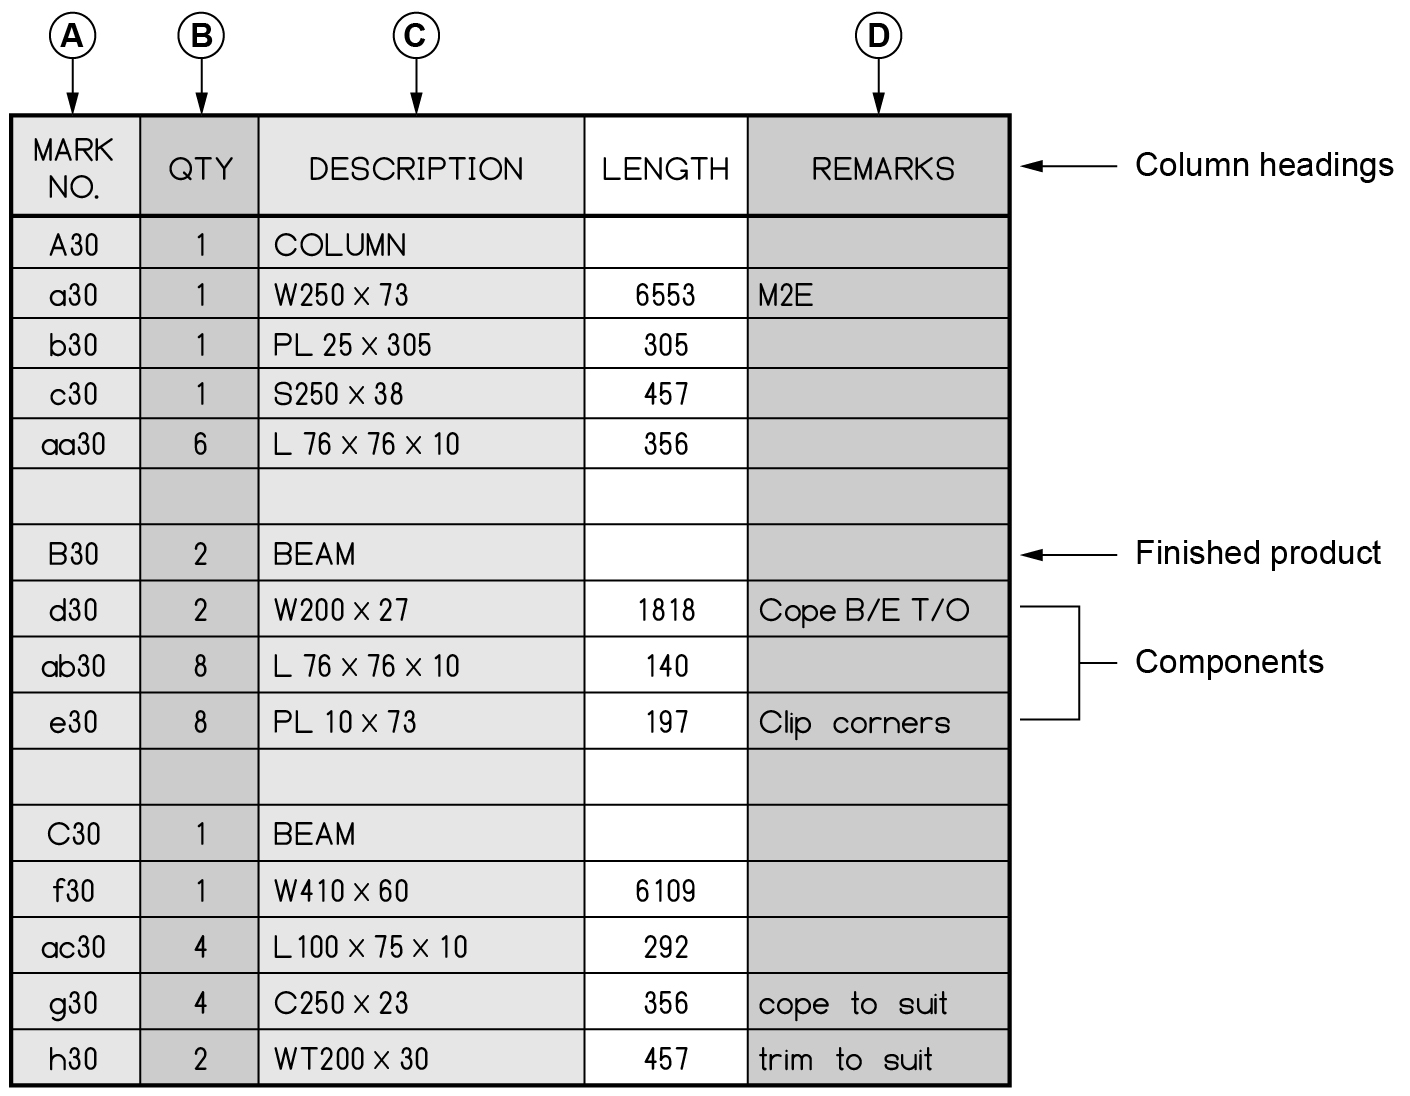 A B C D
MARK NO. QTY DESCRIPTION LENGTH REMARKS Column headings
A30 1 COLUMN
a30 1 W250 × 73 6553 M2E
b30 1 PL 25 × 305 305
c30 1 S250 × 38 457
aa30 6 L 76 × 76 × 10 356
B30 2 BEAM Finished product
d30 2 W200 × 27 1818 Cope B/E T/O
ab30 8 L 76 × 76 × 10 140 Components
e30 8 PL 10 × 73 197 Clip corners
C30 1 BEAM
f30 1 W410 × 60 6109
ac30 4 L100 × 75 × 10 292
g30 4 C250 × 23 356 cope to suit
h30 2 WT200 × 30 457 trim to suit